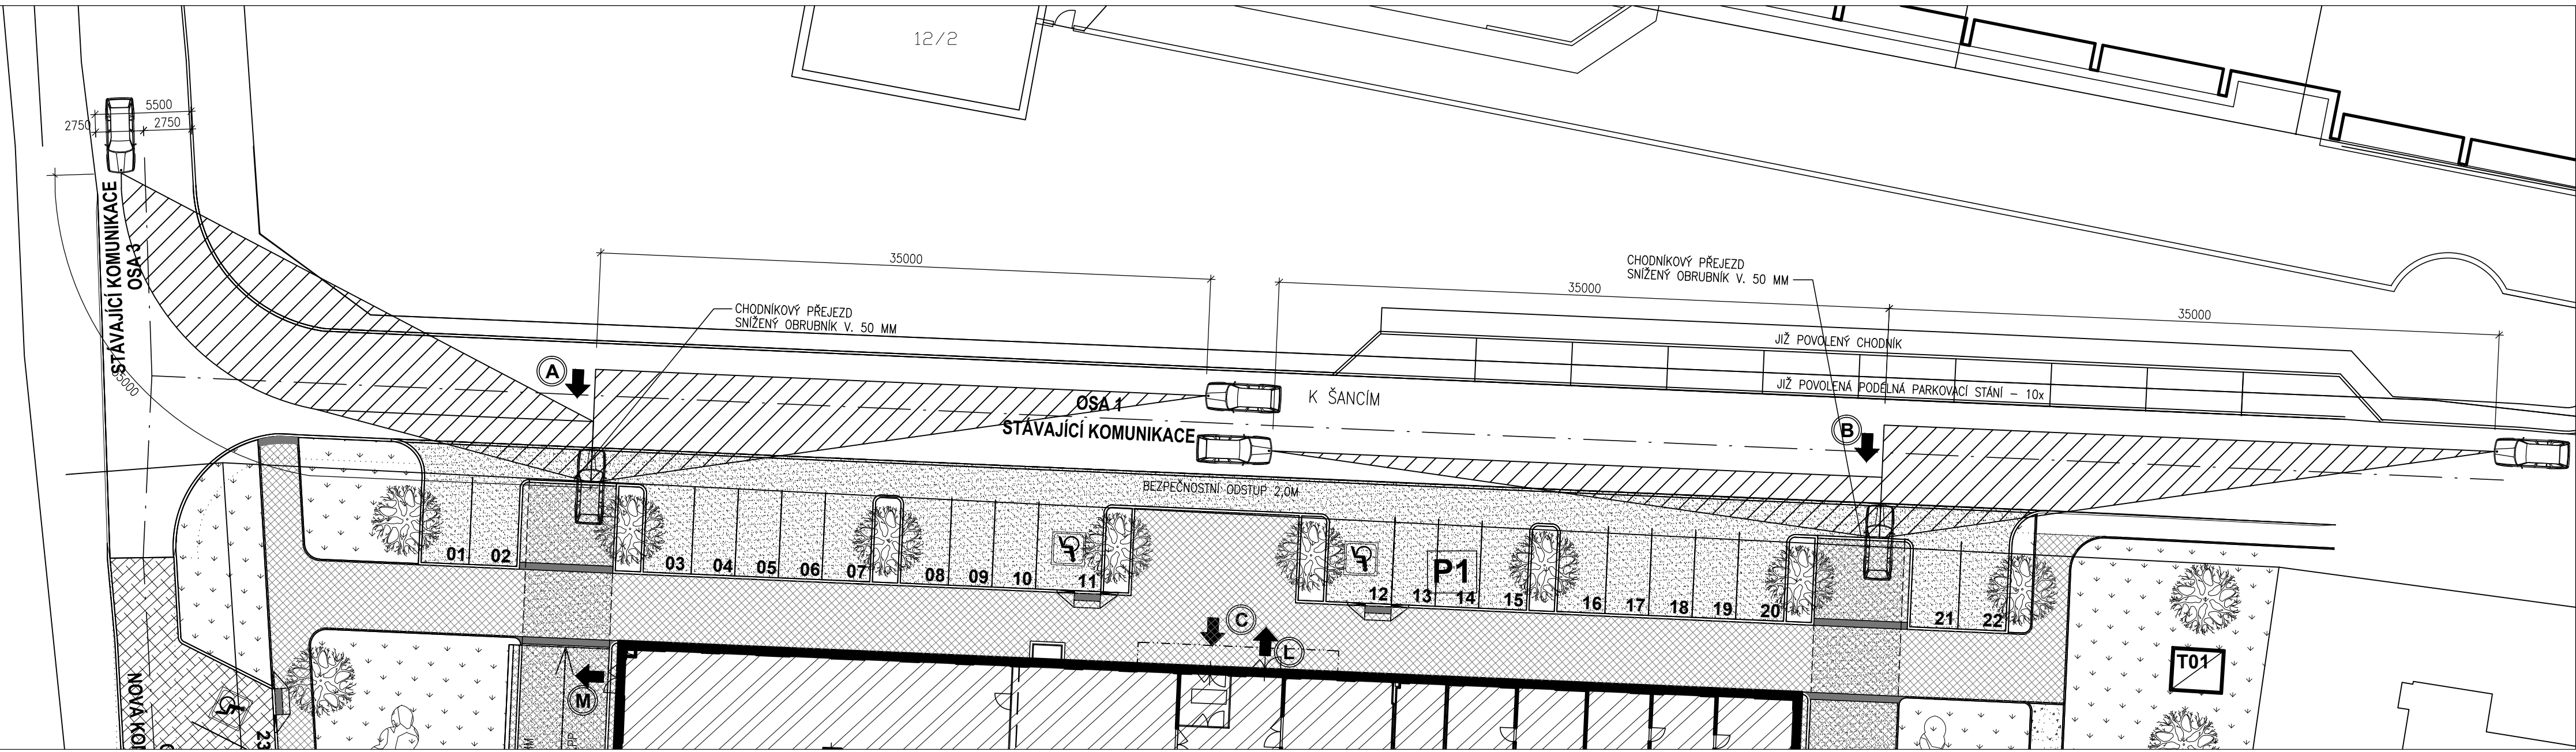 12/2
5500
2750
2750
STÁVAJÍCÍ KOMUNIKACE
OSA 3
35000
35000
35000
35000
CHODNÍKOVÝ PŘEJEZD
SNÍŽENÝ OBRUBNÍK V. 50 MM
CHODNÍKOVÝ PŘEJEZD
SNÍŽENÝ OBRUBNÍK V. 50 MM
JIŽ POVOLENÝ CHODNÍK
JIŽ POVOLENÁ PODÉLNÁ PARKOVACÍ STÁNÍ – 10x
A
K ŠANCÍM
OSA 1
STÁVAJÍCÍ KOMUNIKACE
B
BEZPEČNOSTNÍ ODSTUP 2,0M
01
02
03
04
05
06
07
08
09
10
11
12
13
14
15
16
17
18
19
20
21
22
P1
C
L
M
T01
23